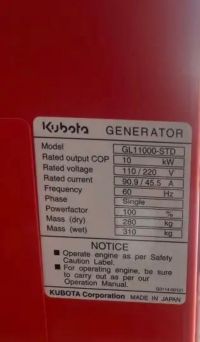 Kubota GENERATOR
Model GL11000-STD
Rated output COP 10 kW
Rated voltage 110/220 V
Rated current 90.9/45.5 A
Frequency 60 Hz
Phase Single
Powerfactor 100 %
Mass (dry) 280 kg
Mass (wet) 310 kg
NOTICE
■ Operate engine as per Safety
Caution Label.
■ For operating engine, be sure
to carry out as per our
Operation Manual.
KUBOTA Corporation MADE IN JAPAN